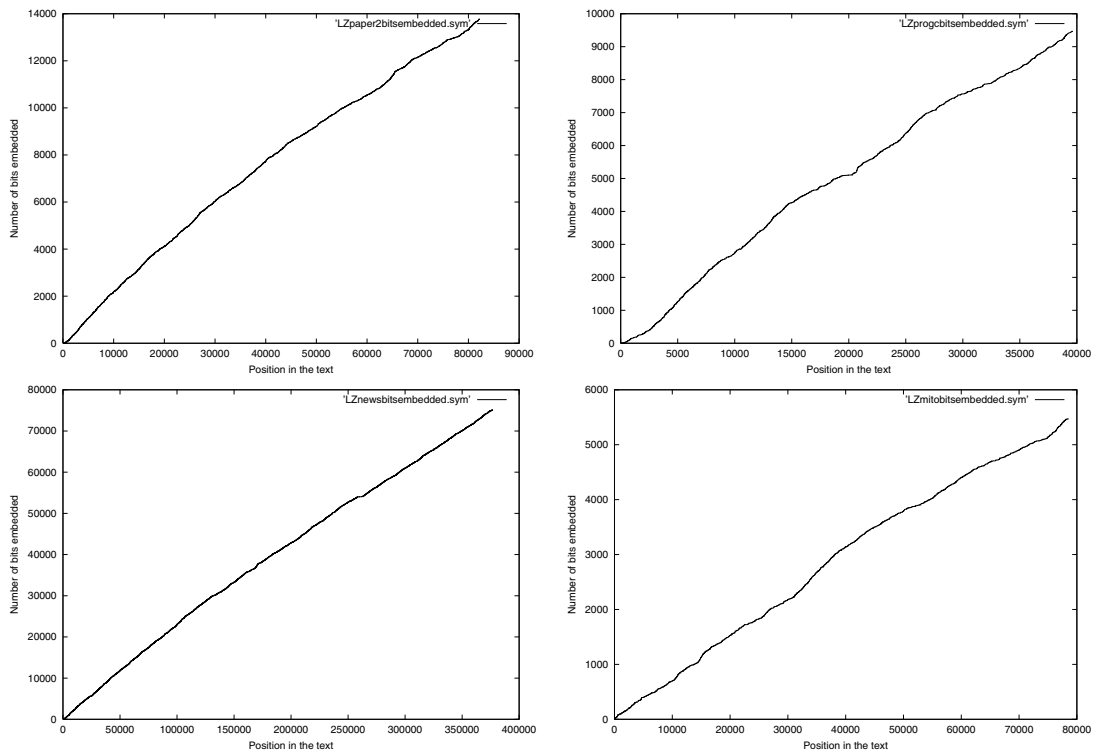 'LZpaper2bitsembedded.sym'
14000
12000
10000
8000
6000
4000
2000
0
Number of bits embedded
0 10000 20000 30000 40000 50000 60000 70000 80000 90000
Position in the text
'LZprogcbitsembedded.sym'
10000
9000
8000
7000
6000
5000
4000
3000
2000
1000
0
Number of bits embedded
0 5000 10000 15000 20000 25000 30000 35000 40000
Position in the text
'LZnewsbitsembedded.sym'
80000
70000
60000
50000
40000
30000
20000
10000
0
Number of bits embedded
0 50000 100000 150000 200000 250000 300000 350000 400000
Position in the text
'LZmitobitsembedded.sym'
6000
5000
4000
3000
2000
1000
0
Number of bits embedded
0 10000 20000 30000 40000 50000 60000 70000 80000
Position in the text